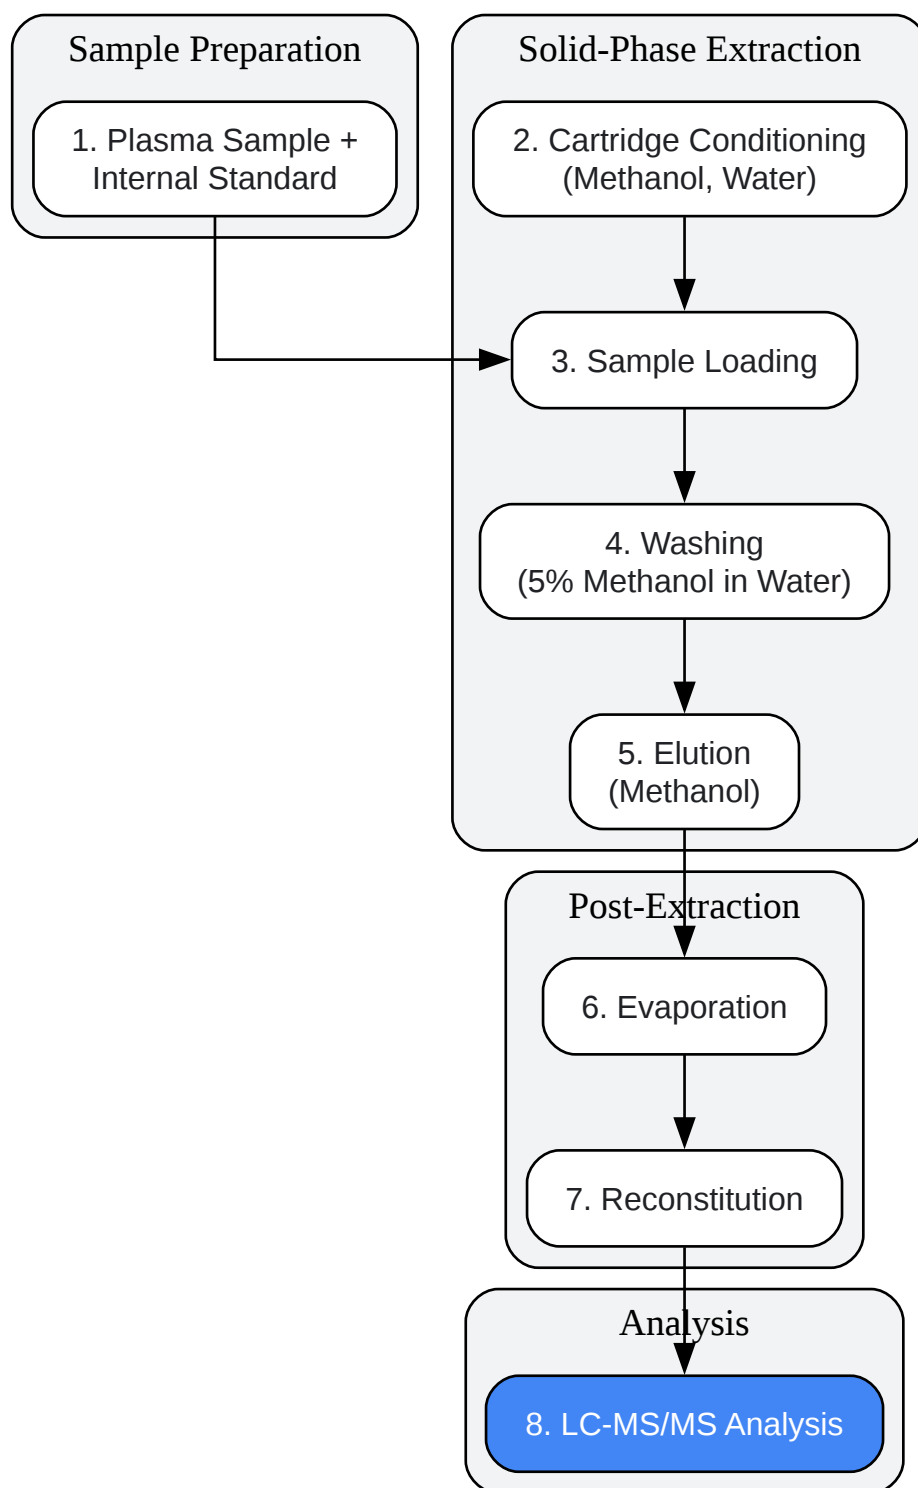 Sample Preparation
1. Plasma Sample +
Internal Standard
Solid-Phase Extraction
2. Cartridge Conditioning
(Methanol, Water)
3. Sample Loading
4. Washing
(5% Methanol in Water)
5. Elution
(Methanol)
Post-Extraction
6. Evaporation
7. Reconstitution
Analysis
8. LC-MS/MS Analysis